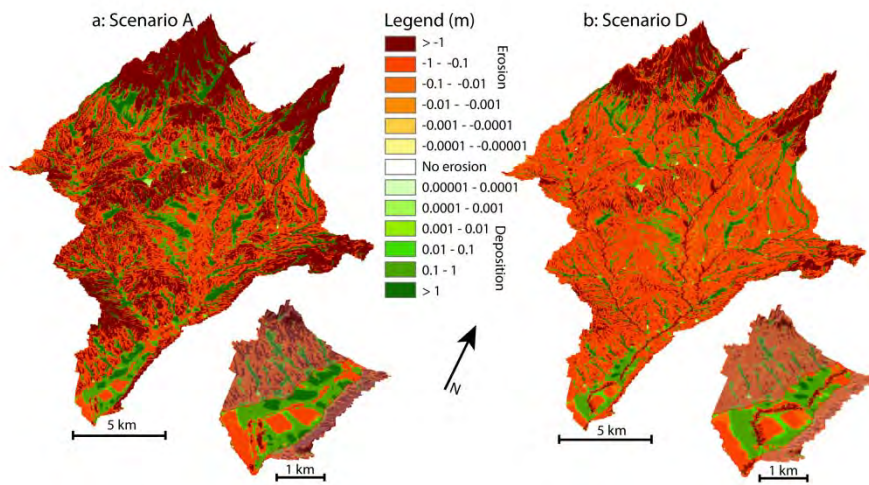 a: Scenario A
Legend (m)
b: Scenario D
> -1
-1 - -0.1
-0.1 - -0.01
-0.01 - -0.001
-0.001 - -0.0001
-0.0001 - -0.00001
No erosion
0.00001 - 0.0001
0.0001 - 0.001
0.001 - 0.01
0.01 - 0.1
0.1 - 1
> 1
Erosion
Deposition
N
5 km
1 km
5 km
1 km